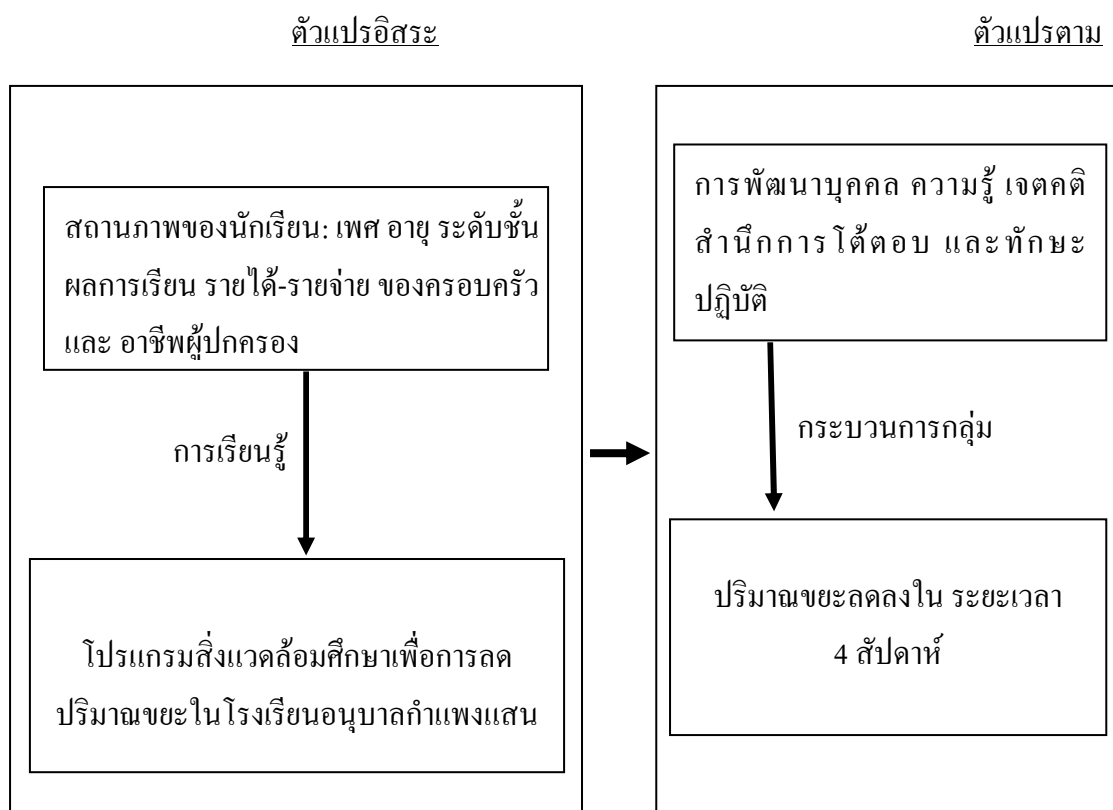 ตัวแปรอิสระ
ตัวแปรตาม
สถานภาพของนักเรียน: เพศ อายุ ระดับชั้น
ผลการเรียน รายได้-รายจ่าย ของครอบครัว
และ อาชีพผู้ปกครอง
การเรียนรู้
โปรแกรมสิ่งแวดล้อมศึกษาเพื่อการลด
ปริมาณขยะในโรงเรียนอนุบาลกำแพงแสน
การพัฒนาบุคคล ความรู้ เจตคติ
สำนึกการโต้ตอบ และทักษะ
ปฏิบัติ
กระบวนการกลุ่ม
ปริมาณขยะลดลงใน ระยะเวลา
4 สัปดาห์